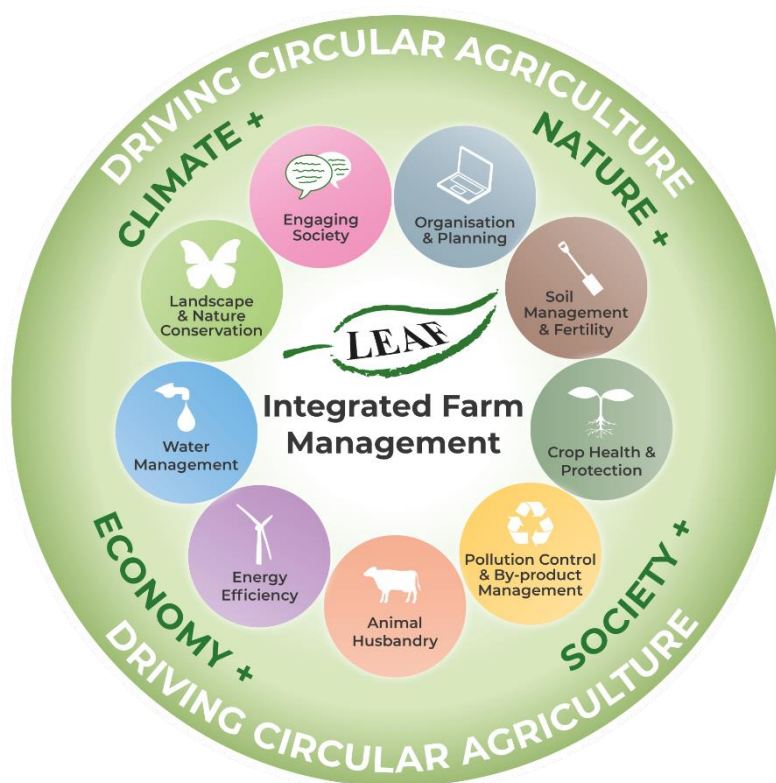 DRIVING CIRCULAR AGRICULTURE
CLIMATE +
NATURE +
Engaging
Society
Organisation
& Planning
Landscape
& Nature
Conservation
Soil
Management
& Fertility
LEAF
Integrated Farm
Management
Water
Management
Crop Health &
Protection
Energy
Efficiency
Pollution Control
& By-product
Management
Animal
Husbandry
ECONOMY +
SOCIETY +
DRIVING CIRCULAR AGRICULTURE